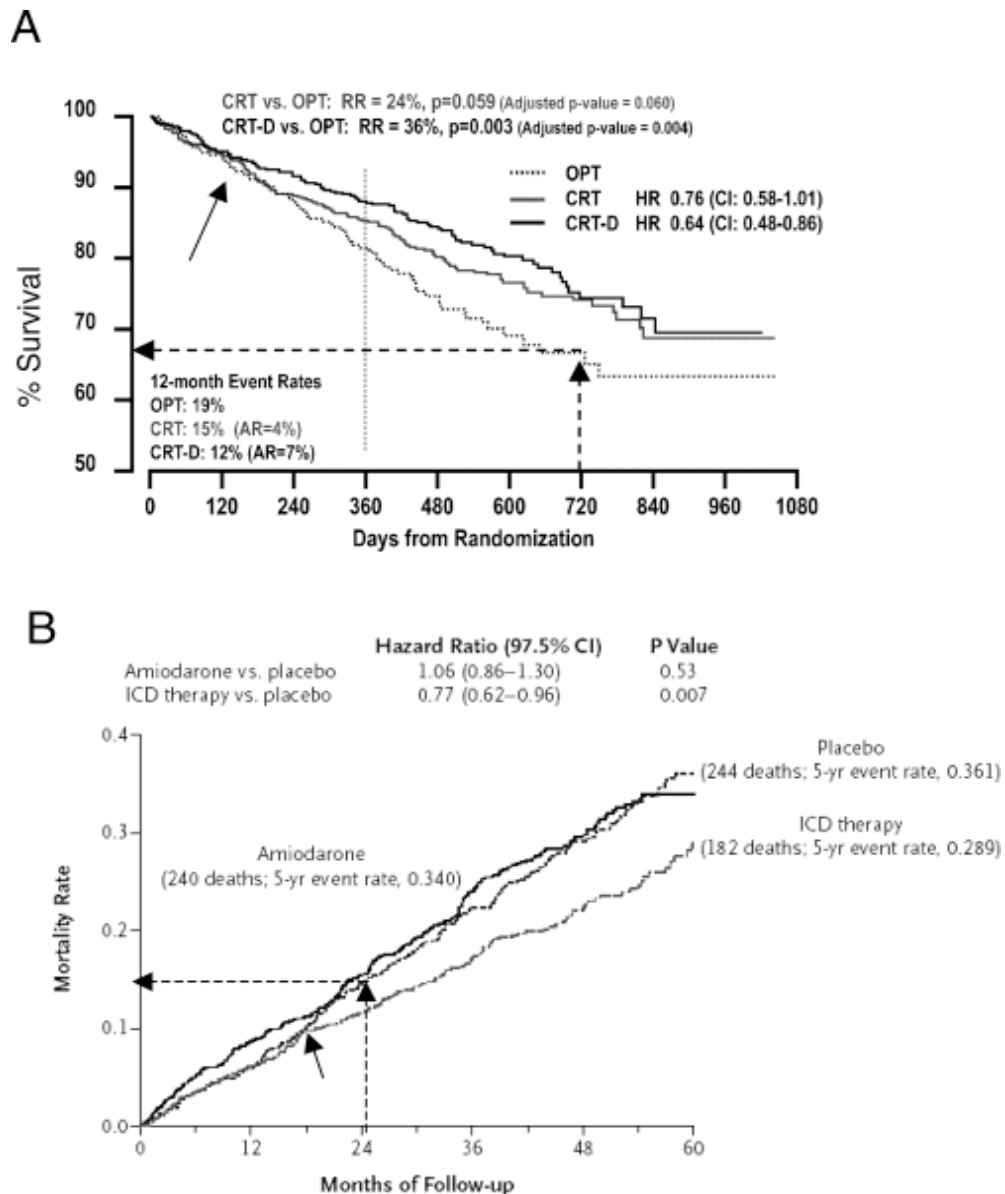 A
CRT vs. OPT: RR = 24%, p=0.059 (Adjusted p-value = 0.060)
CRT-D vs. OPT: RR = 36%, p=0.003 (Adjusted p-value = 0.004)
OPT
CRT HR 0.76 (CI: 0.58-1.01)
CRT-D HR 0.64 (CI: 0.48-0.86)
% Survival
100
90
80
70
60
50
12-month Event Rates
OPT: 19%
CRT: 15% (AR=4%)
CRT-D: 12% (AR=7%)
0 120 240 360 480 600 720 840 960 1080
Days from Randomization
B
Hazard Ratio (97.5% CI) P Value
Amiodarone vs. placebo 1.06 (0.86–1.30) 0.53
ICD therapy vs. placebo 0.77 (0.62–0.96) 0.007
Mortality Rate
0.4
0.3
0.2
0.1
0.0
Placebo
(244 deaths; 5-yr event rate, 0.361)
ICD therapy
(182 deaths; 5-yr event rate, 0.289)
Amiodarone
(240 deaths; 5-yr event rate, 0.340)
0 12 24 36 48 60
Months of Follow-up